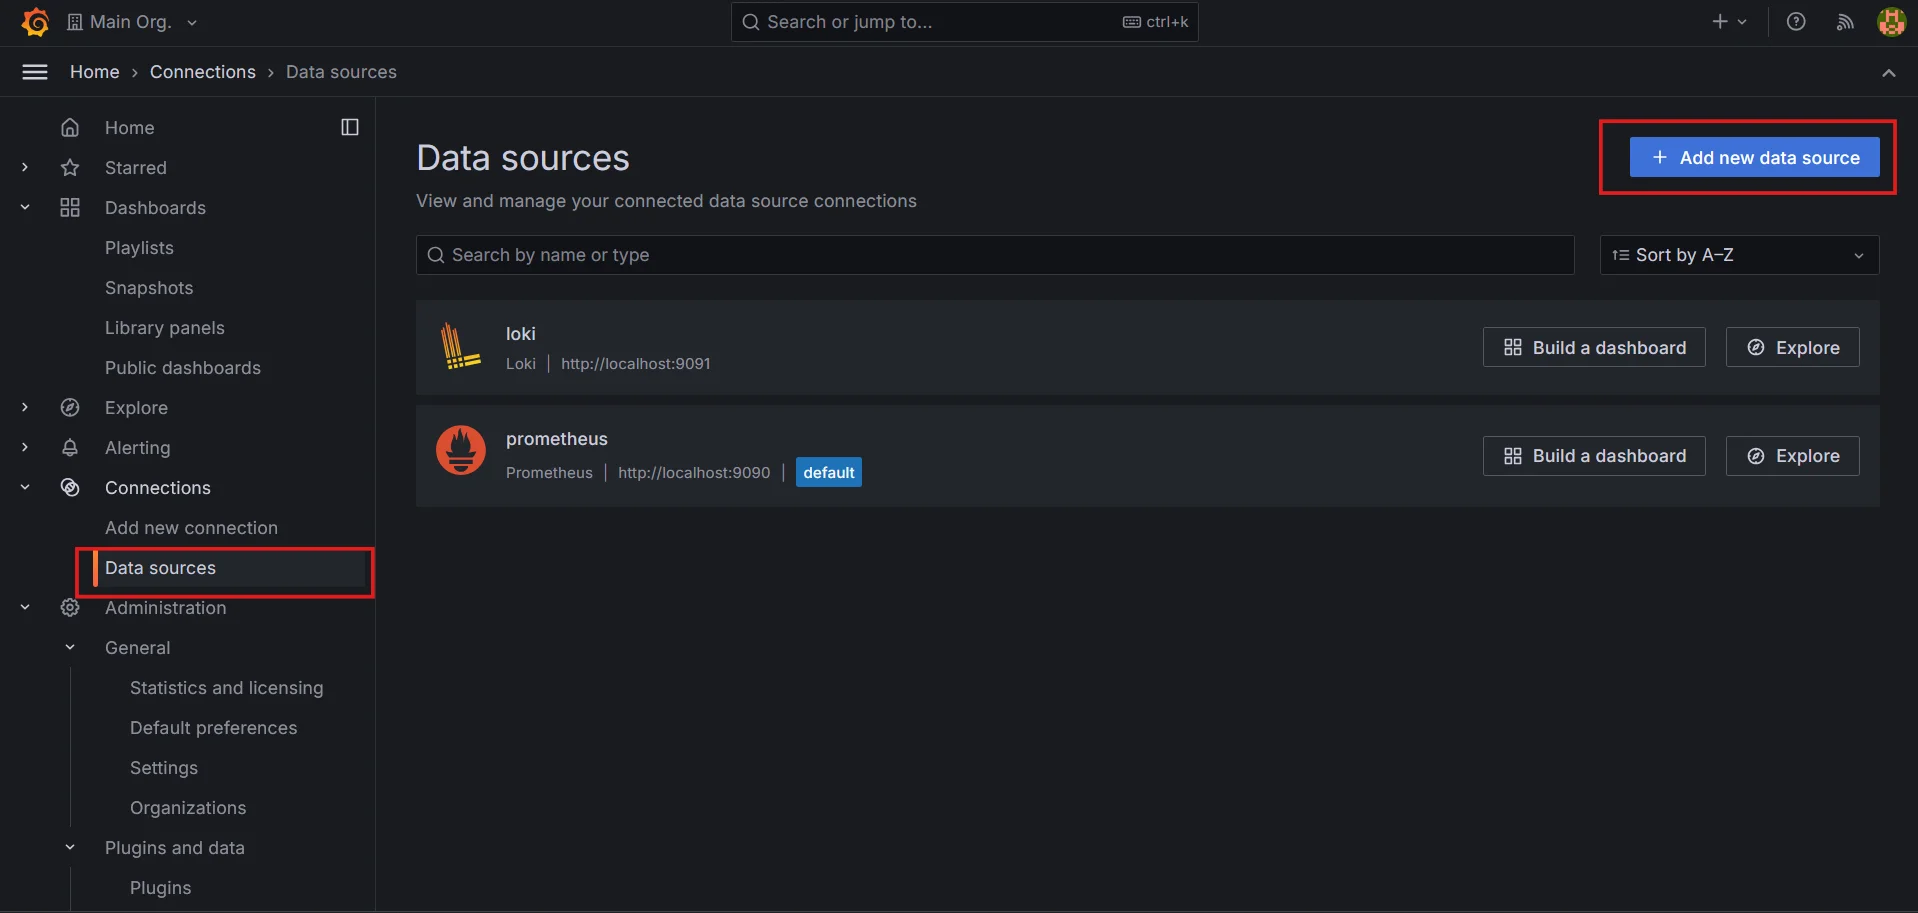 Main Org.
Search or jump to... ctrl+k
Home › Connections › Data sources
Home
Starred
Dashboards
Playlists
Snapshots
Library panels
Public dashboards
Explore
Alerting
Connections
Add new connection
Data sources
Administration
General
Statistics and licensing
Default preferences
Settings
Organizations
Plugins and data
Plugins
Data sources
+ Add new data source
View and manage your connected data source connections
Search by name or type
Sort by A–Z
loki
Loki | http://localhost:9091
Build a dashboard
Explore
prometheus
Prometheus | http://localhost:9090 | default
Build a dashboard
Explore